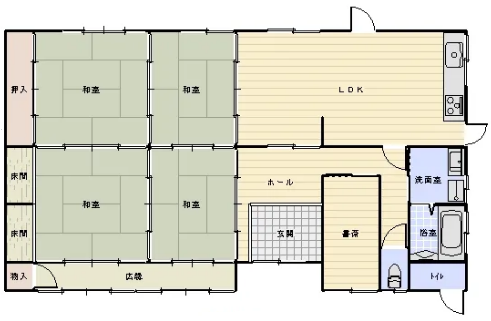 押入
和室
和室
LDK
床間
床間
和室
和室
ホール
洗面室
玄関
書斎
浴室
物入
広縁
トイレ